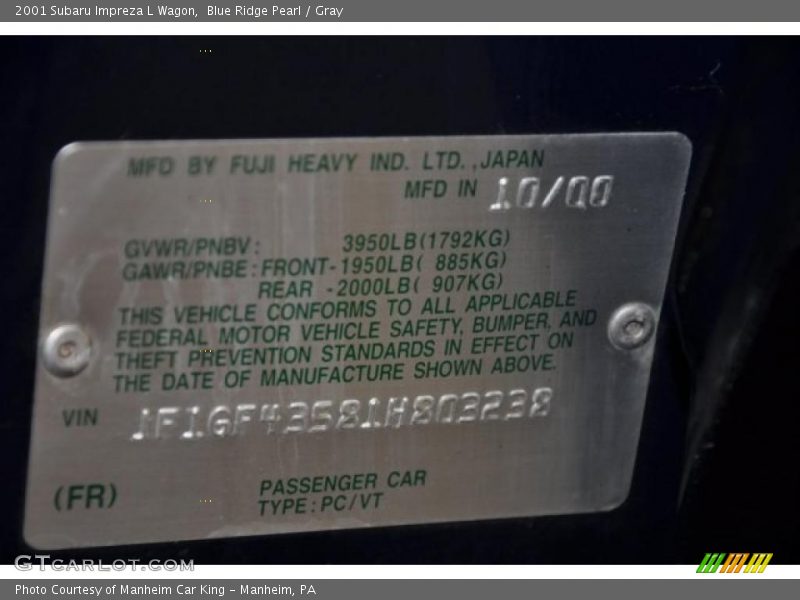 2001 Subaru Impreza L Wagon,  Blue Ridge Pearl / Gray
MFD BY FUJI HEAVY IND. LTD.,JAPAN
MFD IN 10/00
GVWR/PNBV: 3950LB(1792KG)
GAWR/PNBE:FRONT-1950LB( 885KG)
REAR -2000LB( 907KG)
THIS VEHICLE CONFORMS TO ALL APPLICABLE
FEDERAL MOTOR VEHICLE SAFETY, BUMPER, AND
THEFT PREVENTION STANDARDS IN EFFECT ON
THE DATE OF MANUFACTURE SHOWN ABOVE.
VIN JF1GF43581H803238
(FR) PASSENGER CAR
TYPE:PC/VT
GTcarlot.com
Photo Courtesy of Manheim Car King - Manheim, PA